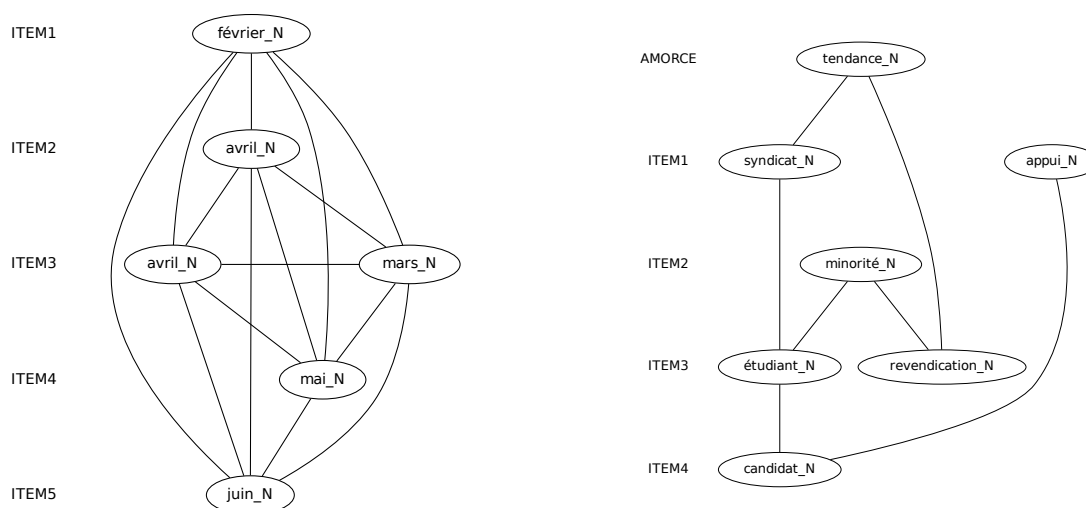 ITEM1 février_N
ITEM2 avril_N
ITEM3 avril_N mars_N
ITEM4 mai_N
ITEM5 juin_N
AMORCE tendance_N
ITEM1 syndicat_N appui_N
ITEM2 minorité_N
ITEM3 étudiant_N revendication_N
ITEM4 candidat_N